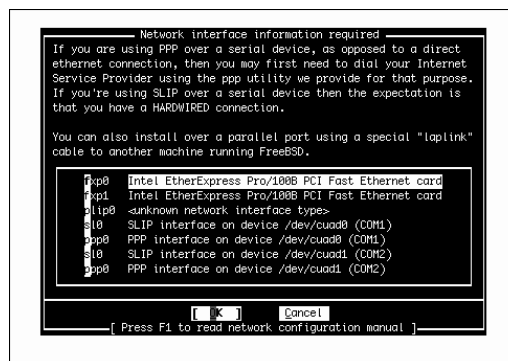 Network interface information required
If you are using PPP over a serial device, as opposed to a direct
ethernet connection, then you may first need to dial your Internet
Service Provider using the ppp utility we provide for that purpose.
If you're using SLIP over a serial device then the expectation is
that you have a HARDWIRED connection.
You can also install over a parallel port using a special "laplink"
cable to another machine running FreeBSD.
fxp0 Intel EtherExpress Pro/100B PCI Fast Ethernet card
fxp1 Intel EtherExpress Pro/100B PCI Fast Ethernet card
plip0 <unknown network interface type>
sl0 SLIP interface on device /dev/cuad0 (COM1)
ppp0 PPP interface on device /dev/cuad0 (COM1)
sl0 SLIP interface on device /dev/cuad1 (COM2)
ppp0 PPP interface on device /dev/cuad1 (COM2)
[ OK ] Cancel
[ Press F1 to read network configuration manual ]